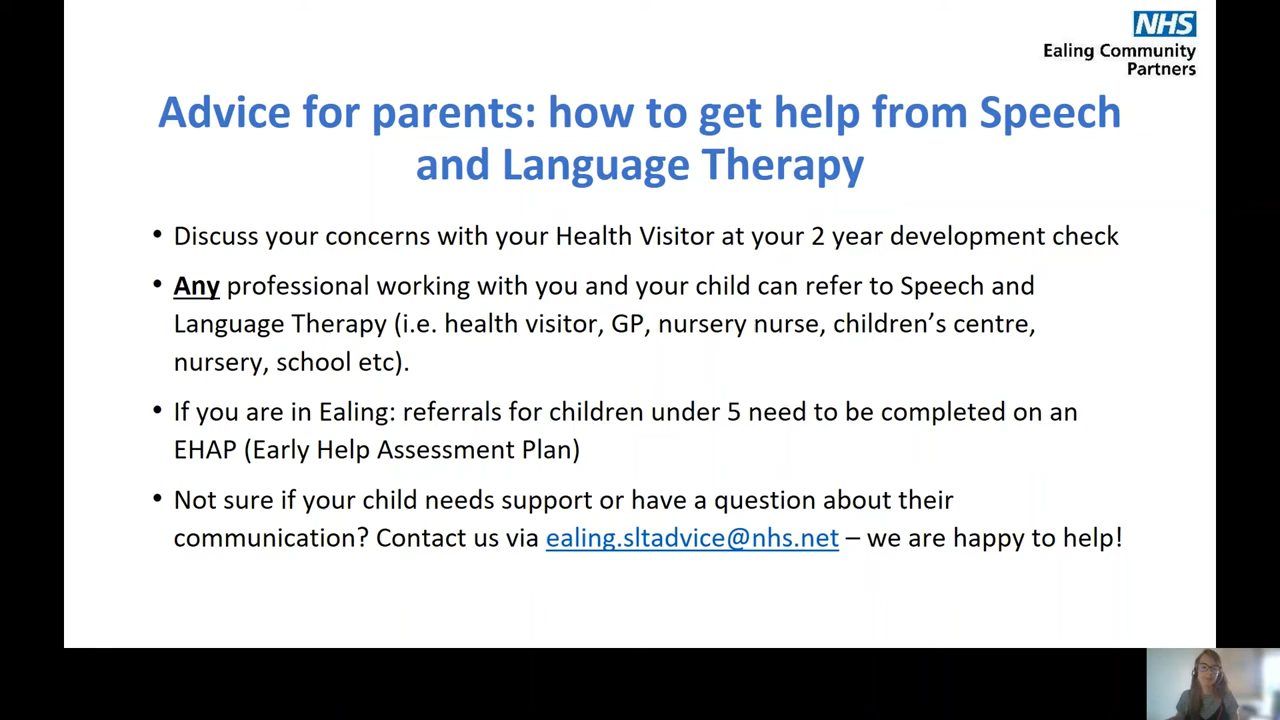 NHS
Ealing Community
Partners
Advice for parents: how to get help from Speech
and Language Therapy
• Discuss your concerns with your Health Visitor at your 2 year development check
• Any professional working with you and your child can refer to Speech and
Language Therapy (i.e. health visitor, GP, nursery nurse, children’s centre,
nursery, school etc).
• If you are in Ealing: referrals for children under 5 need to be completed on an
EHAP (Early Help Assessment Plan)
• Not sure if your child needs support or have a question about their
communication? Contact us via ealing.sltadvice@nhs.net – we are happy to help!